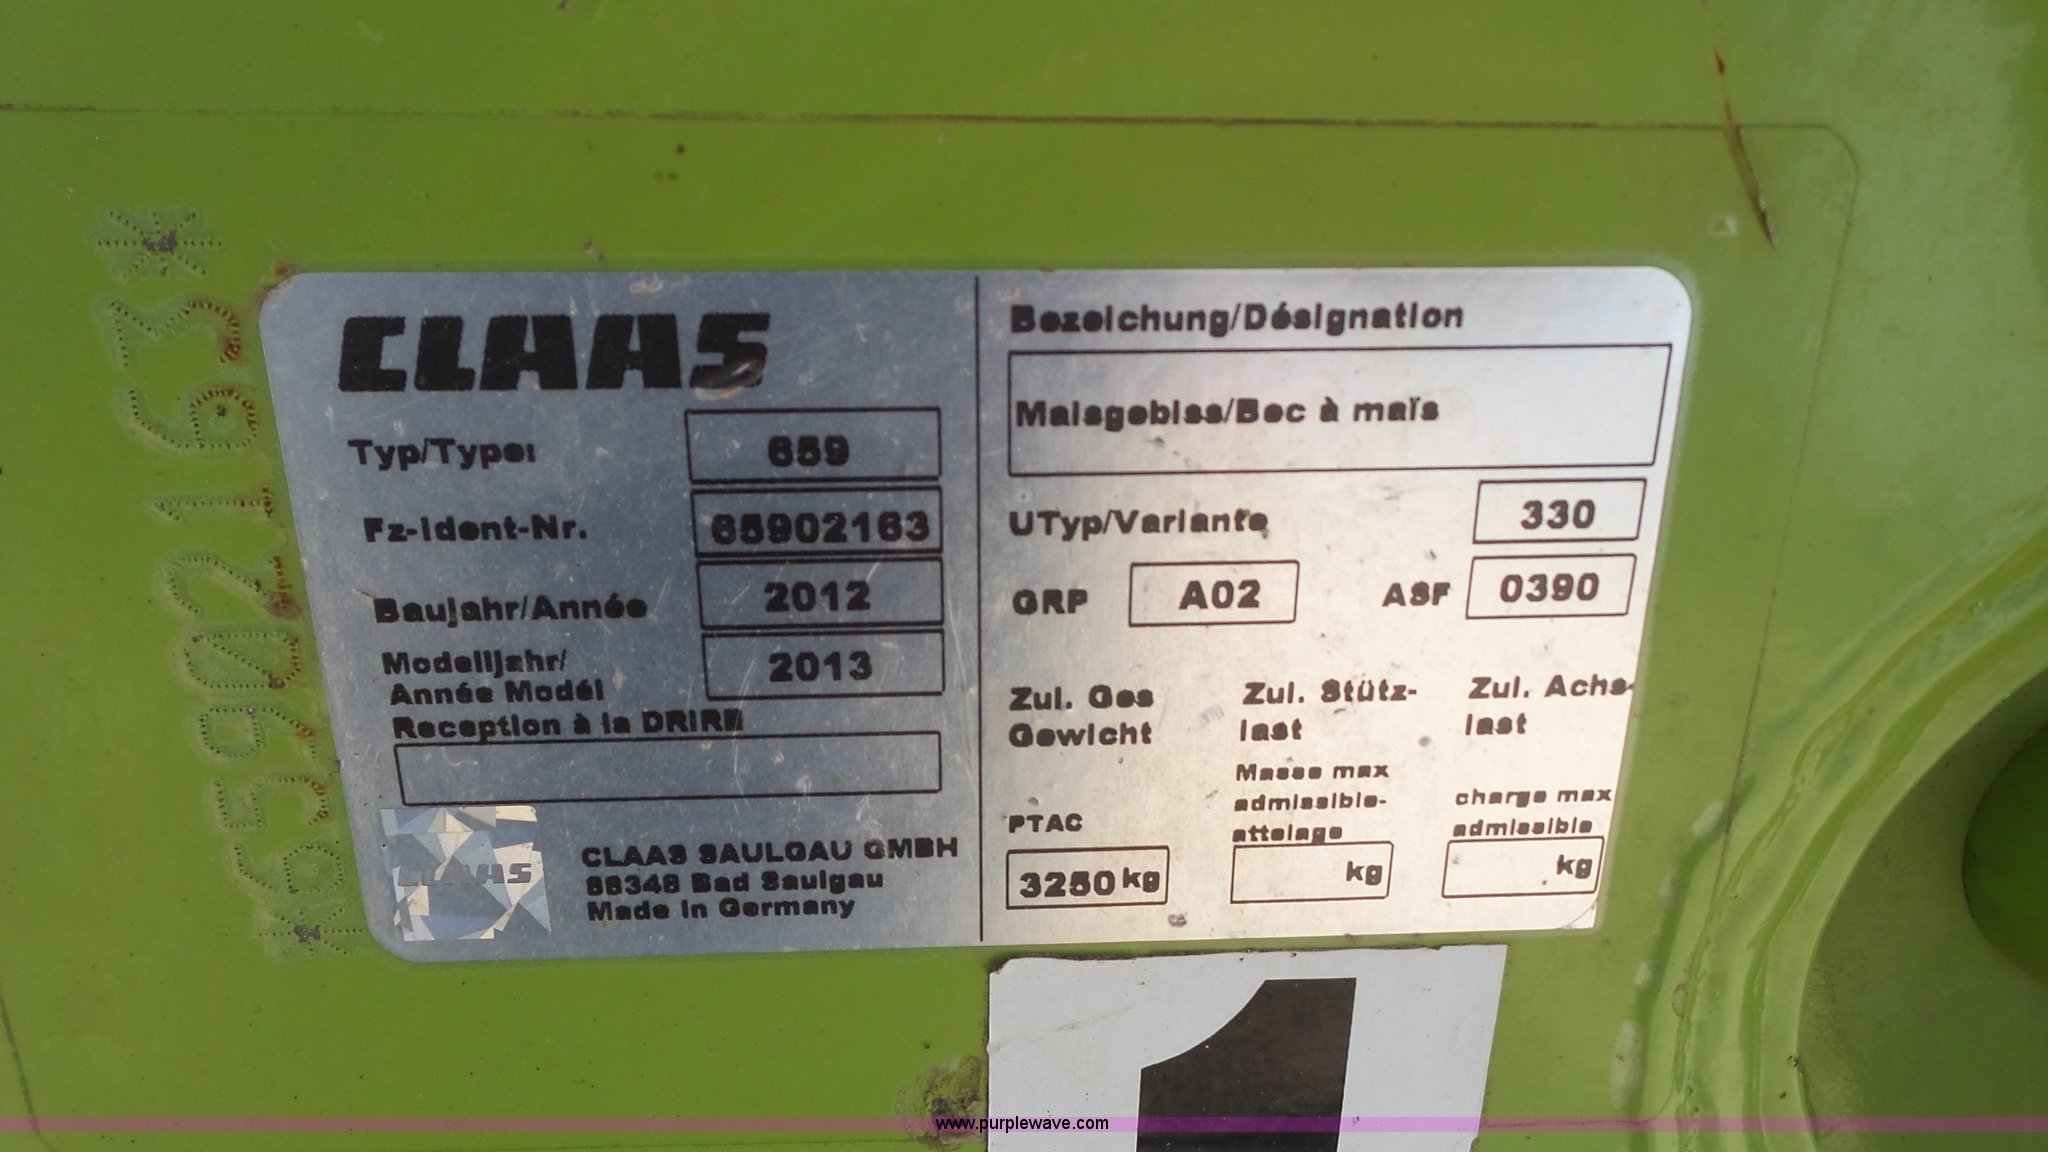 *65902163*
CLAAS
Typ/Type: 659
Fz-Ident-Nr. 65902163
Baujahr/Année 2012
Modelljahr/
Année Modél 2013
Reception à la DRIRE
CLAAS
CLAAS SAULGAU GMBH
88348 Bad Saulgau
Made in Germany
Bezeichung/Désignation
Maisgebiss/Bec à maïs
UTyp/Variante 330
GRP A02 ASF 0390
Zul. Ges Zul. Stütz- Zul. Achs-
Gewicht last last
Masse max
admissible- charge max
PTAC attelage admissible
3250 kg kg kg
1
www.purplewave.com